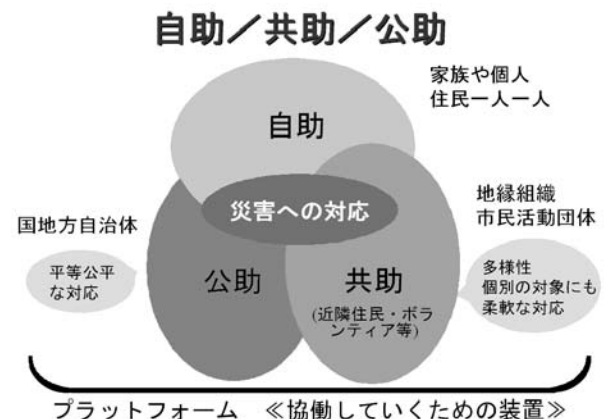 自助／共助／公助
家族や個人
住民一人一人
自助
災害への対応
地縁組織
市民活動団体
国地方自治体
平等公平
な対応
公助
共助
(近隣住民・ボラ
ンティア等)
多様性
個別の対象にも
柔軟な対応
プラットフォーム　≪協働していくための装置≫